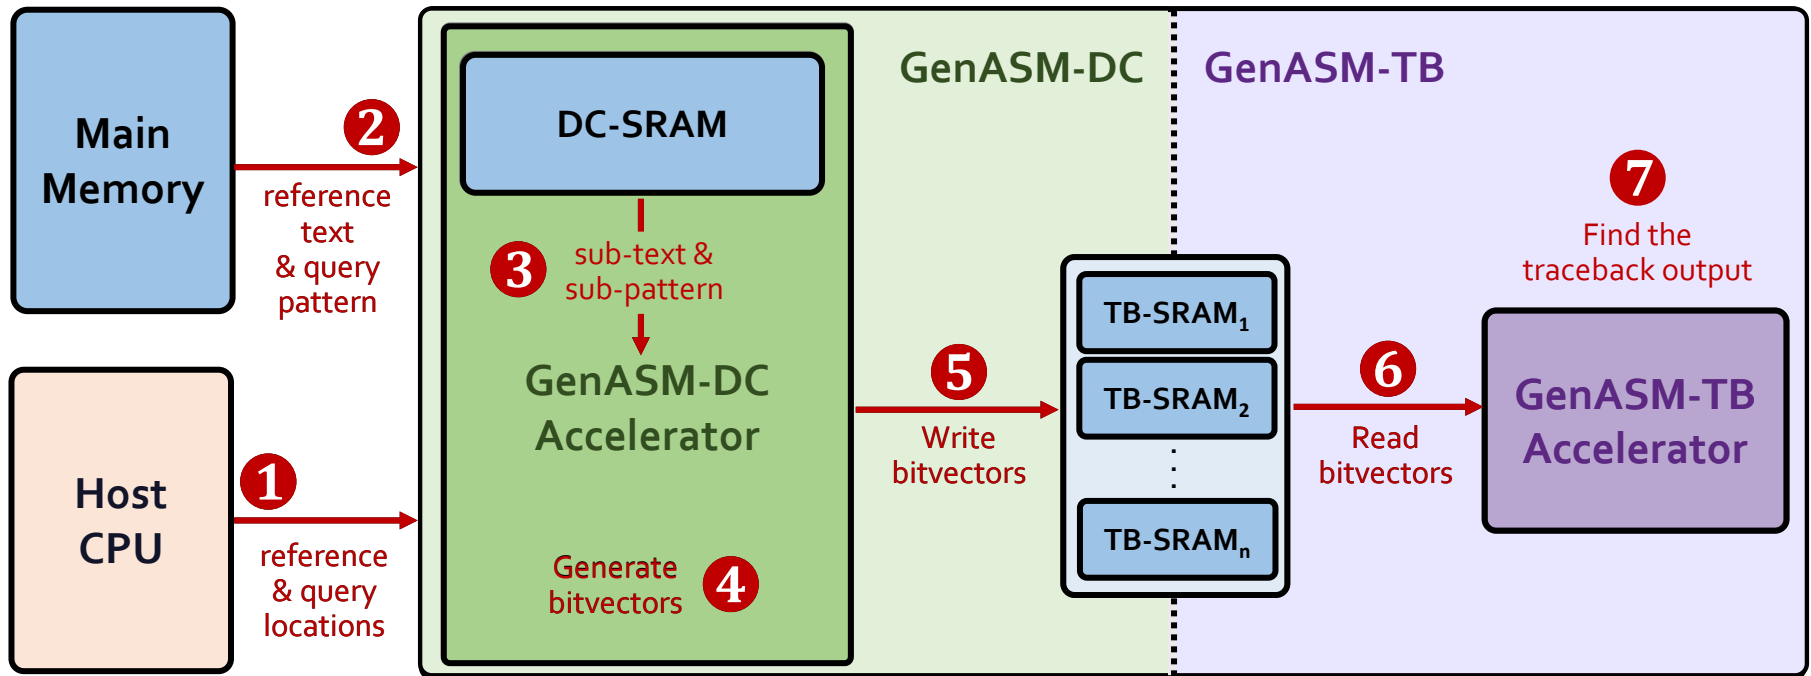 Main
Memory
2
reference
text
& query
pattern
Host
CPU
1
reference
& query
locations
DC-SRAM
3
sub-text &
sub-pattern
GenASM-DC
Accelerator
Generate
bitvectors
4
GenASM-DC
5
Write
bitvectors
TB-SRAM₁
TB-SRAM₂
⋮
TB-SRAMₙ
GenASM-TB
6
Read
bitvectors
7
Find the
traceback output
GenASM-TB
Accelerator